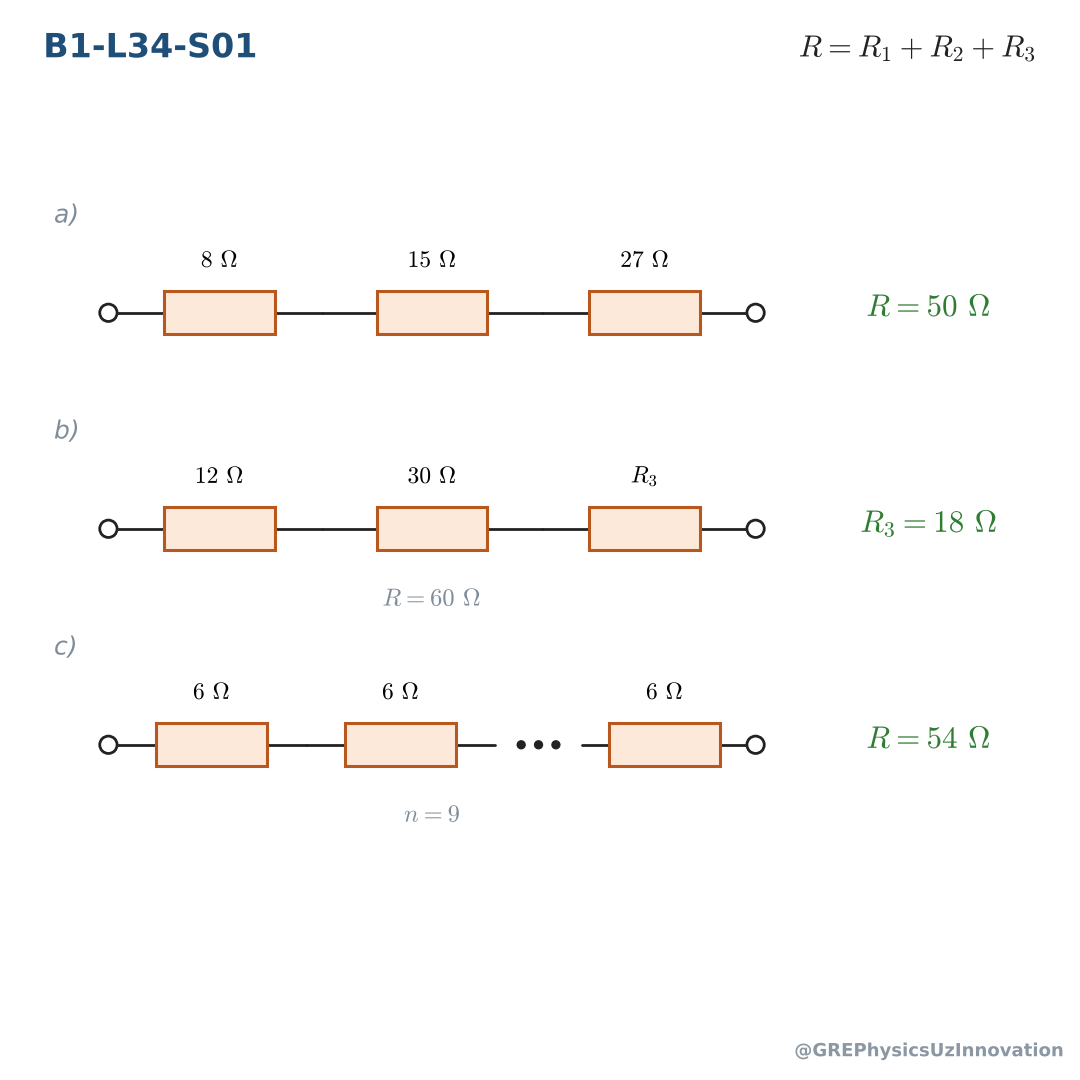 B1-L34-S01
R = R₁ + R₂ + R₃
a)
8 Ω 15 Ω 27 Ω
R = 50 Ω
b)
12 Ω 30 Ω R₃
R₃ = 18 Ω
R = 60 Ω
c)
6 Ω 6 Ω 6 Ω
R = 54 Ω
n = 9
@GREPhysicsUzInnovation